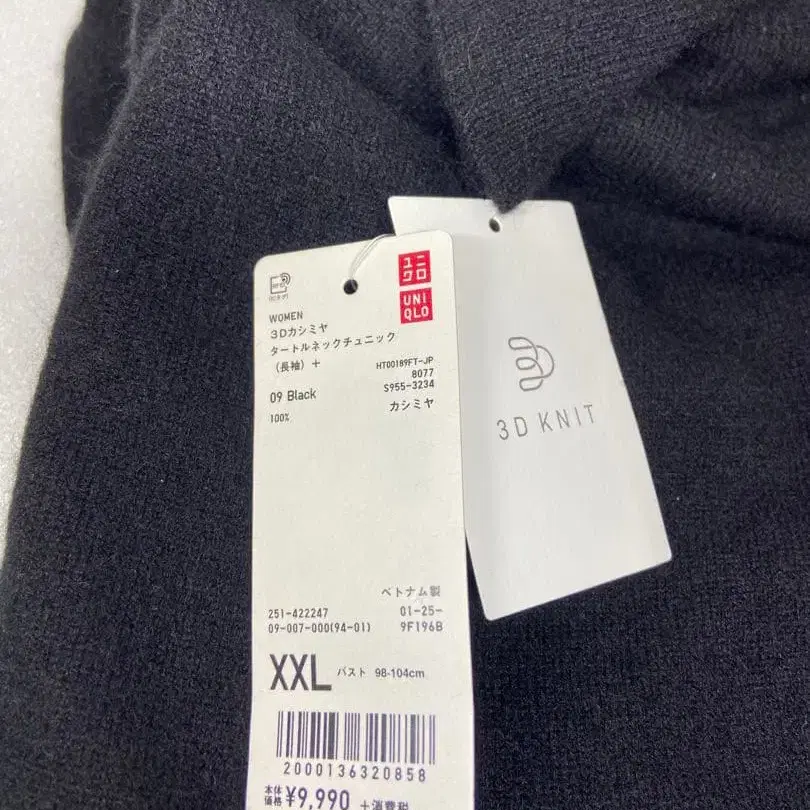 ユニクロ
UNIQLO
WOMEN
3Dカシミヤ
タートルネックチュニック
(長袖)+
HT00189FT-JP
8077
S955-3234
09 Black
カシミヤ
100%
3D KNIT
ベトナム製
251-422247 01-25-
09-007-000(94-01) 9F196B
XXL バスト 98-104cm
2000136320858
本体価格 ¥9,990 +消費税